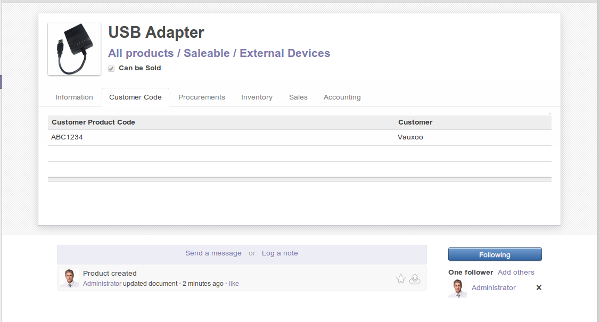 USB Adapter
All products / Saleable / External Devices
Can be Sold
Information Customer Code Procurements Inventory Sales Accounting
Customer Product Code Customer
ABC1234 Vauxoo
Send a message or Log a note
Following
Product created
Administrator updated document - 2 minutes ago · like
One follower Add others
Administrator X